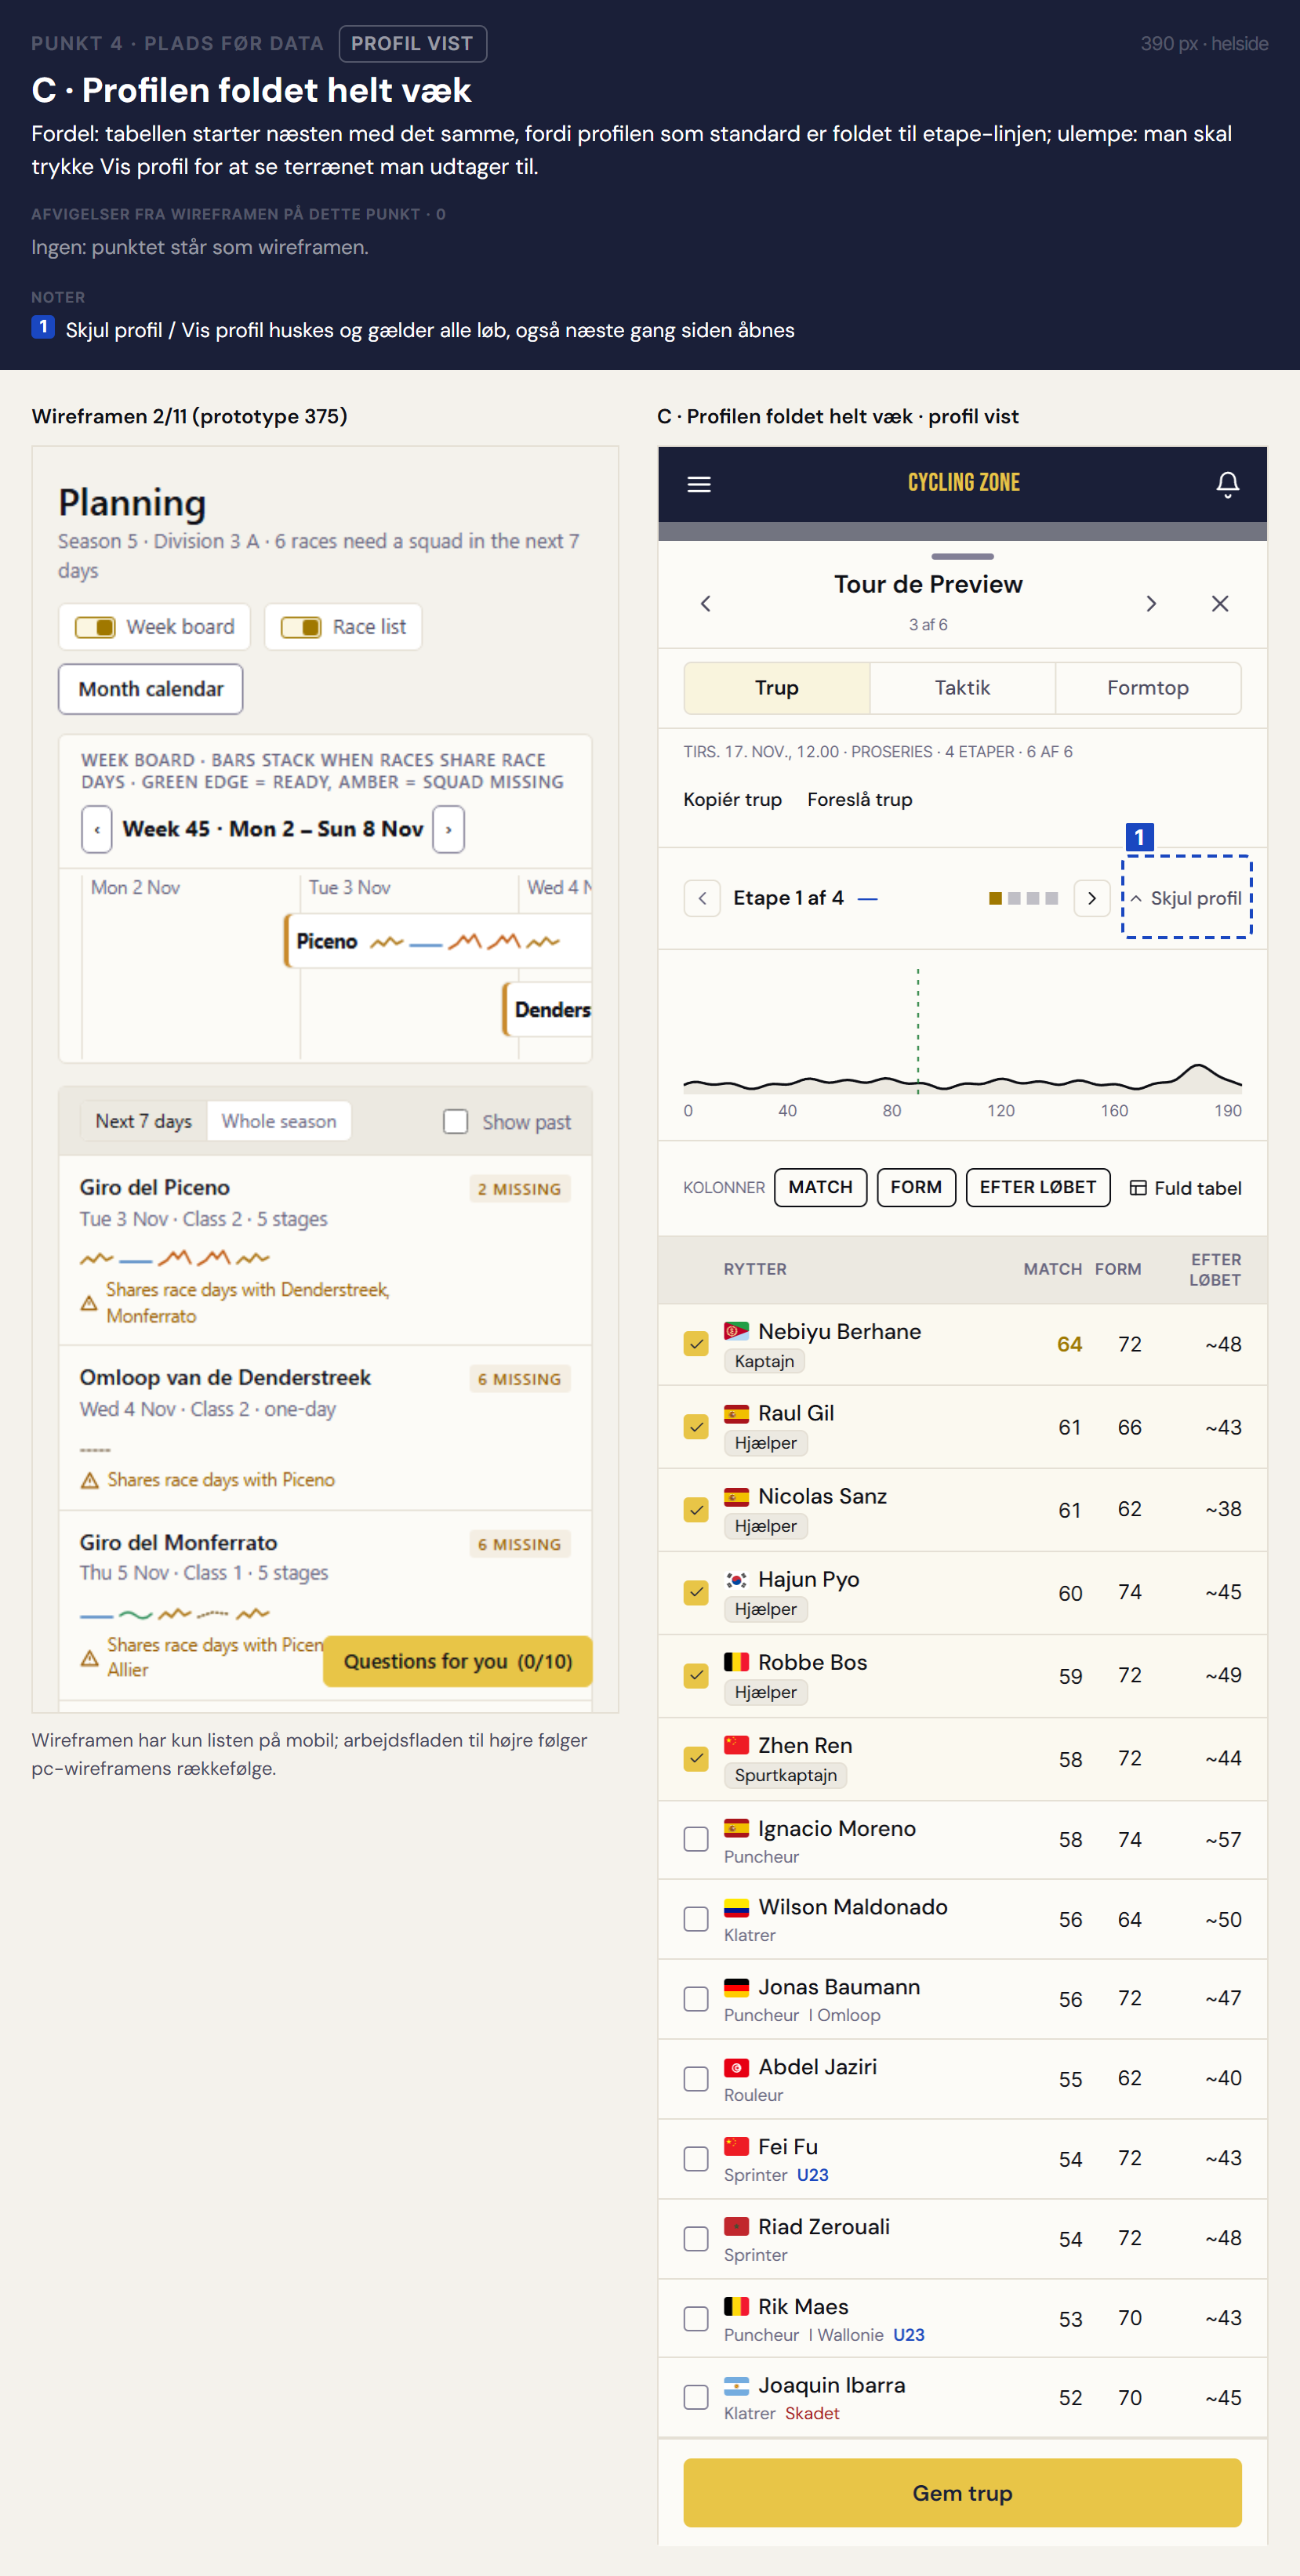 PUNKT 4 · PLADS FØR DATA PROFIL VIST 390 px · helside
C · Profilen foldet helt væk
Fordel: tabellen starter næsten med det samme, fordi profilen som standard er foldet til etape-linjen; ulempe: man skal
trykke Vis profil for at se terrænet man udtager til.
AFVIGELSER FRA WIREFRAMEN PÅ DETTE PUNKT · 0
Ingen: punktet står som wireframen.
NOTER
1 Skjul profil / Vis profil huskes og gælder alle løb, også næste gang siden åbnes
Wireframen 2/11 (prototype 375)
Planning
Season 5 · Division 3 A · 6 races need a squad in the next 7
days
Week board Race list
Month calendar
WEEK BOARD · BARS STACK WHEN RACES SHARE RACE
DAYS · GREEN EDGE = READY, AMBER = SQUAD MISSING
‹ Week 45 · Mon 2 – Sun 8 Nov ›
Mon 2 Nov Tue 3 Nov Wed 4 N
Piceno
Denders
Next 7 days Whole season Show past
Giro del Piceno 2 MISSING
Tue 3 Nov · Class 2 · 5 stages
Shares race days with Denderstreek,
Monferrato
Omloop van de Denderstreek 6 MISSING
Wed 4 Nov · Class 2 · one-day
Shares race days with Piceno
Giro del Monferrato 6 MISSING
Thu 5 Nov · Class 1 · 5 stages
Shares race days with Picen
Allier
Questions for you (0/10)
Wireframen har kun listen på mobil; arbejdsfladen til højre følger
pc-wireframens rækkefølge.
C · Profilen foldet helt væk · profil vist
CYCLING ZONE
Tour de Preview
3 af 6
Trup Taktik Formtop
TIRS. 17. NOV., 12.00 · PROSERIES · 4 ETAPER · 6 AF 6
Kopiér trup Foreslå trup
1
Etape 1 af 4 Skjul profil
0 40 80 120 160 190
KOLONNER MATCH FORM EFTER LØBET Fuld tabel
RYTTER MATCH FORM EFTER
LØBET
Nebiyu Berhane 64 72 ~48
Kaptajn
Raul Gil 61 66 ~43
Hjælper
Nicolas Sanz 61 62 ~38
Hjælper
Hajun Pyo 60 74 ~45
Hjælper
Robbe Bos 59 72 ~49
Hjælper
Zhen Ren 58 72 ~44
Spurtkaptajn
Ignacio Moreno 58 74 ~57
Puncheur
Wilson Maldonado 56 64 ~50
Klatrer
Jonas Baumann 56 72 ~47
Puncheur I Omloop
Abdel Jaziri 55 62 ~40
Rouleur
Fei Fu 54 72 ~43
Sprinter U23
Riad Zerouali 54 72 ~48
Sprinter
Rik Maes 53 70 ~43
Puncheur I Wallonie U23
Joaquin Ibarra 52 70 ~45
Klatrer Skadet
Gem trup